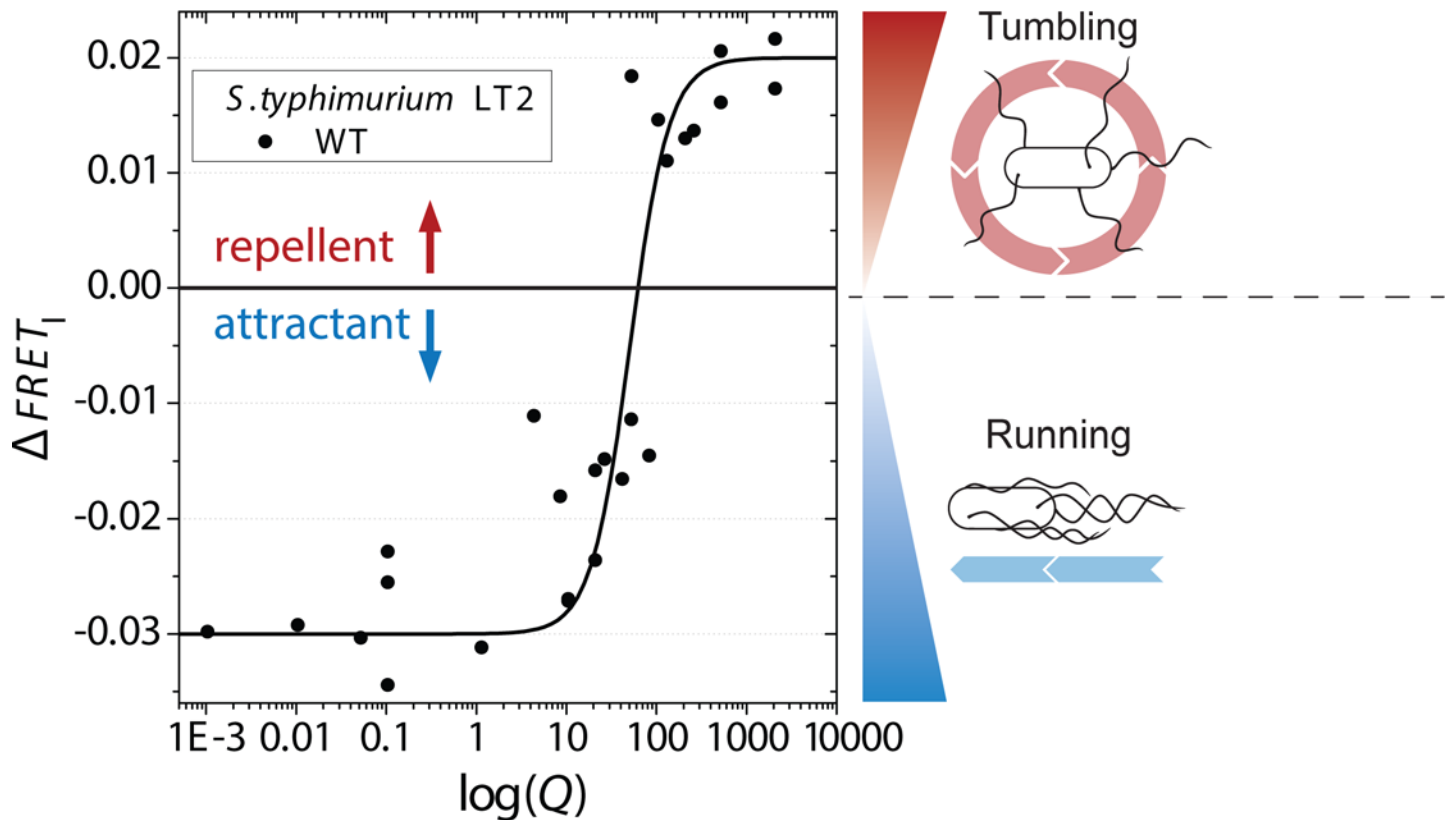 0.02
0.01
0.00
-0.01
-0.02
-0.03
Δ FRET_I
S.typhimurium LT2
WT
repellent
attractant
1E-3 0.01 0.1 1 10 100 1000 10000
log(Q)
Tumbling
Running